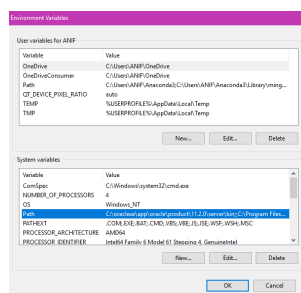 Environment Variables
User variables for ANIF
Variable Value
OneDrive C:\Users\ANIF\OneDrive
OneDriveConsumer C:\Users\ANIF\OneDrive
Path C:\Users\ANIF\Anaconda3;C:\Users\ANIF\Anaconda3\Library\ming...
QT_DEVICE_PIXEL_RATIO auto
TEMP %USERPROFILE%\AppData\Local\Temp
TMP %USERPROFILE%\AppData\Local\Temp
New... Edit... Delete
System variables
Variable Value
ComSpec C:\Windows\system32\cmd.exe
NUMBER_OF_PROCESSORS 4
OS Windows_NT
Path C:\oraclexe\app\oracle\product\11.2.0\server\bin;;C:\Program Files...
PATHEXT .COM;.EXE;.BAT;.CMD;.VBS;.VBE;.JS;.JSE;.WSF;.WSH;.MSC
PROCESSOR_ARCHITECTURE AMD64
PROCESSOR_IDENTIFIER Intel64 Family 6 Model 61 Stepping 4, GenuineIntel
New... Edit... Delete
OK Cancel